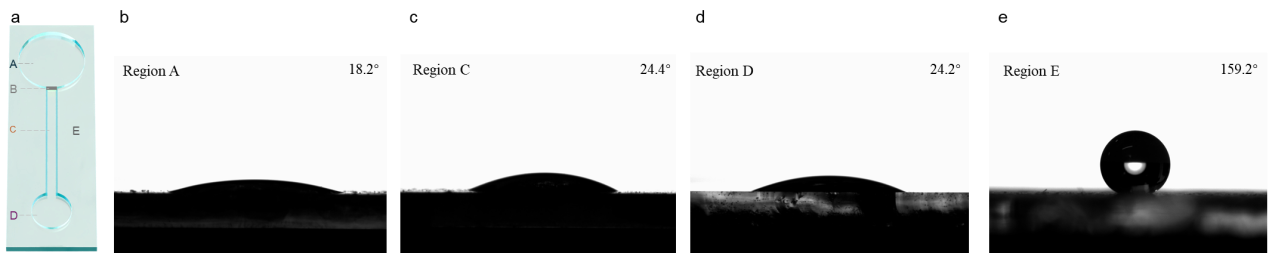 a
b
c
d
e
A
B
C
D
E
Region A
18.2°
Region C
24.4°
Region D
24.2°
Region E
159.2°